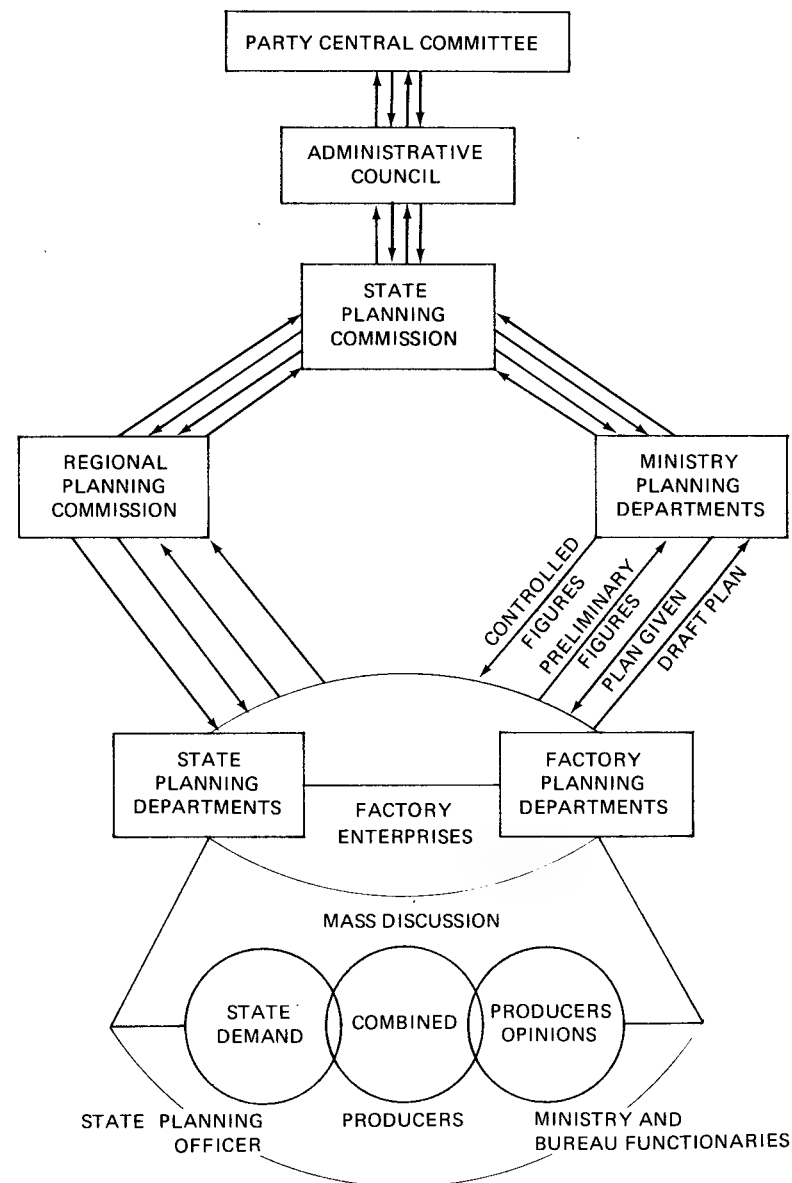 PARTY CENTRAL COMMITTEE
ADMINISTRATIVE
COUNCIL
STATE
PLANNING
COMMISSION
REGIONAL
PLANNING
COMMISSION
MINISTRY
PLANNING
DEPARTMENTS
CONTROLLED
FIGURES
PRELIMINARY
FIGURES
PLAN GIVEN
DRAFT PLAN
STATE
PLANNING
DEPARTMENTS
FACTORY
ENTERPRISES
FACTORY
PLANNING
DEPARTMENTS
MASS DISCUSSION
STATE
DEMAND
COMBINED
PRODUCERS
OPINIONS
STATE PLANNING
OFFICER
PRODUCERS
MINISTRY AND
BUREAU FUNCTIONARIES